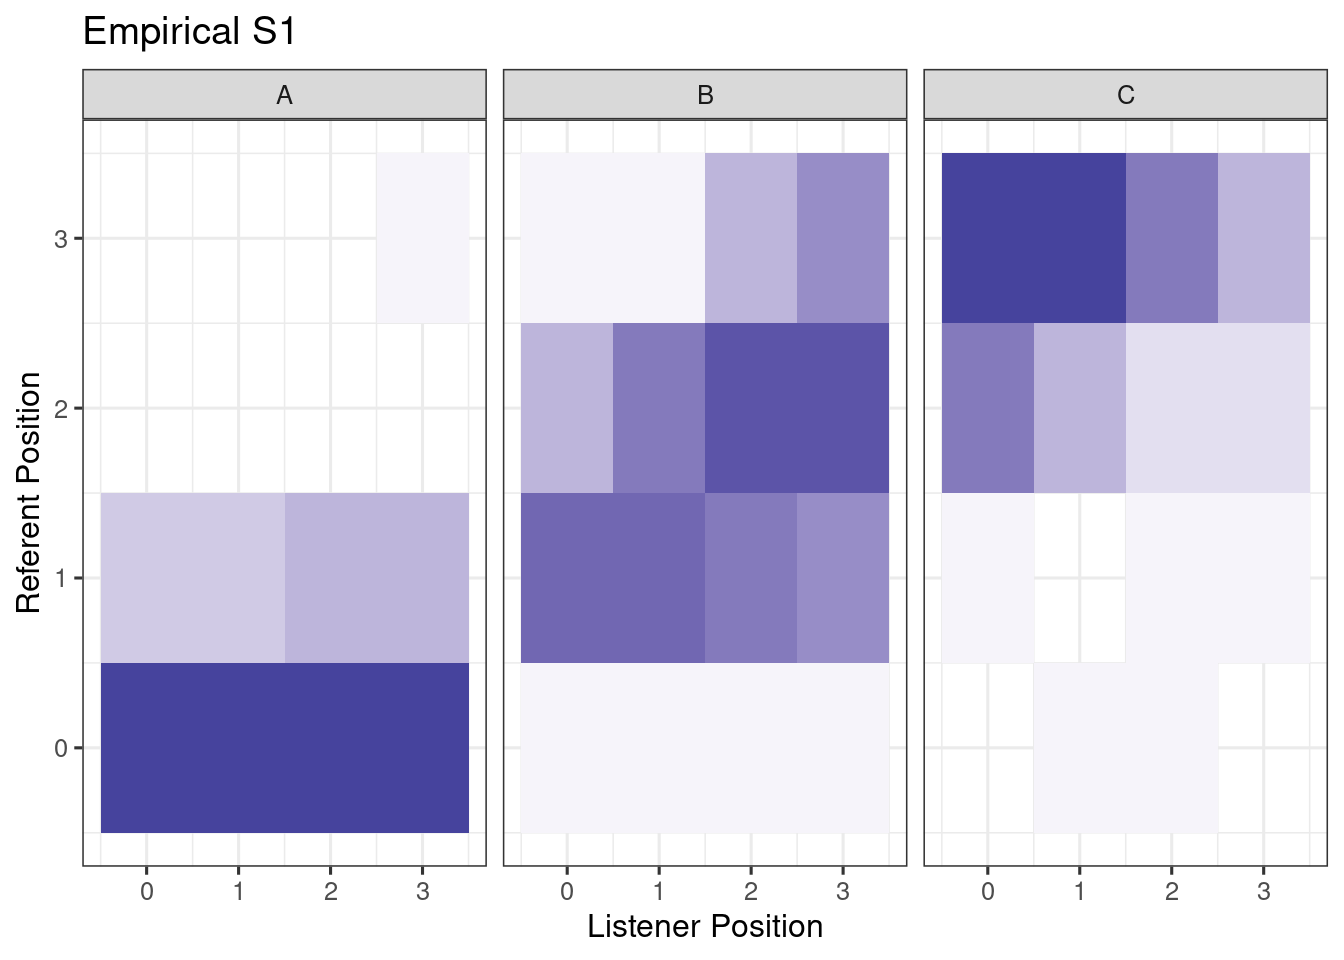 Empirical S1
A B C
3
2
1
0
Referent Position
0 1 2 3 0 1 2 3 0 1 2 3
Listener Position